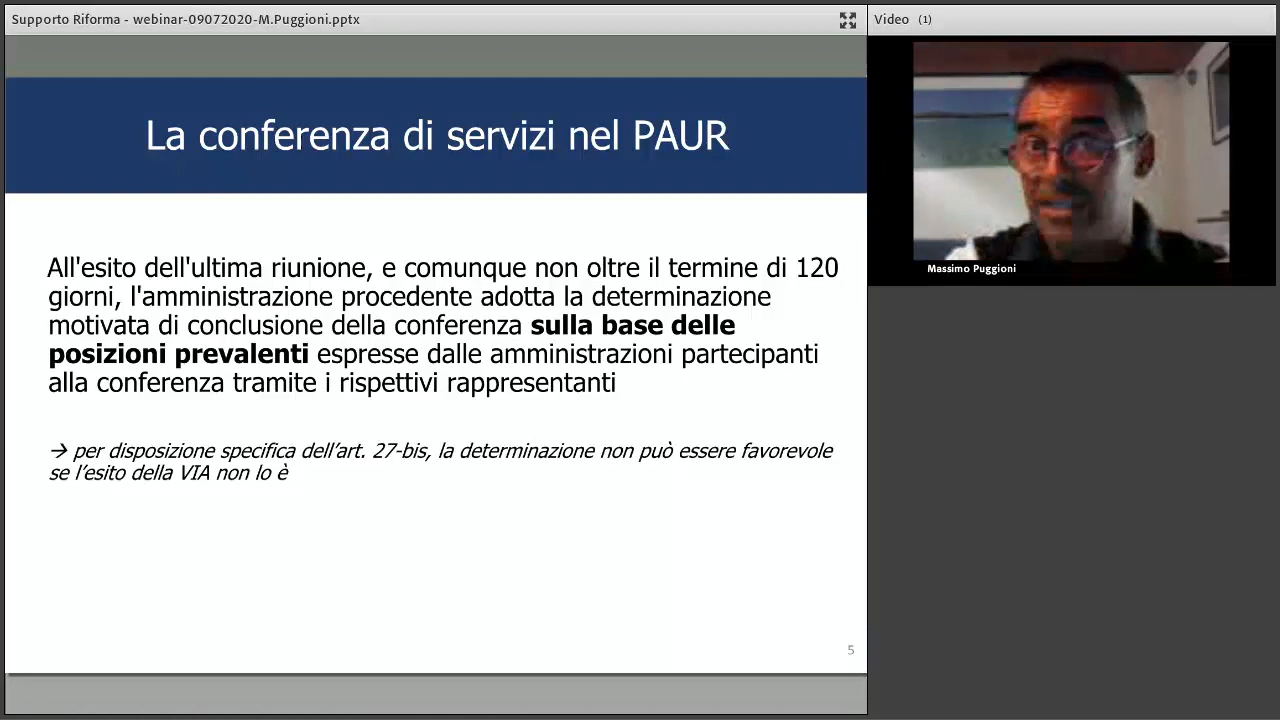 Supporto Riforma - webinar-09072020-M.Puggioni.pptx
Video (1)
La conferenza di servizi nel PAUR
All'esito dell'ultima riunione, e comunque non oltre il termine di 120
giorni, l'amministrazione procedente adotta la determinazione
motivata di conclusione della conferenza sulla base delle
posizioni prevalenti espresse dalle amministrazioni partecipanti
alla conferenza tramite i rispettivi rappresentanti
→ per disposizione specifica dell’art. 27-bis, la determinazione non può essere favorevole
se l’esito della VIA non lo è
5
Massimo Puggioni